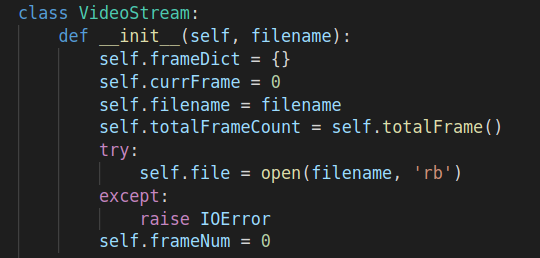 class VideoStream:
    def __init__(self, filename):
        self.frameDict = {}
        self.currFrame = 0
        self.filename = filename
        self.totalFrameCount = self.totalFrame()
        try:
            self.file = open(filename, 'rb')
        except:
            raise IOError
        self.frameNum = 0